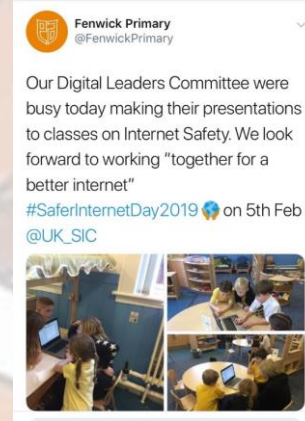 Fenwick Primary
@FenwickPrimary
Our Digital Leaders Committee were
busy today making their presentations
to classes on Internet Safety. We look
forward to working "together for a
better internet"
#SaferInternetDay2019 🌍 on 5th Feb
@UK_SIC